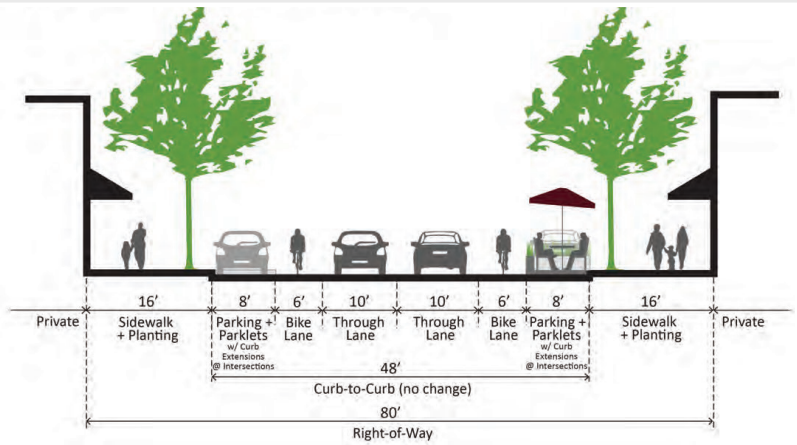 16’ 8’ 6’ 10’ 10’ 6’ 8’ 16’
Private Sidewalk Parking + Bike Through Through Bike Parking + Sidewalk Private
+ Planting Parklets Lane Lane Lane Lane Parklets + Planting
w/ Curb w/ Curb
Extensions Extensions
@ Intersections @ Intersections
48’
Curb-to-Curb (no change)
80’
Right-of-Way